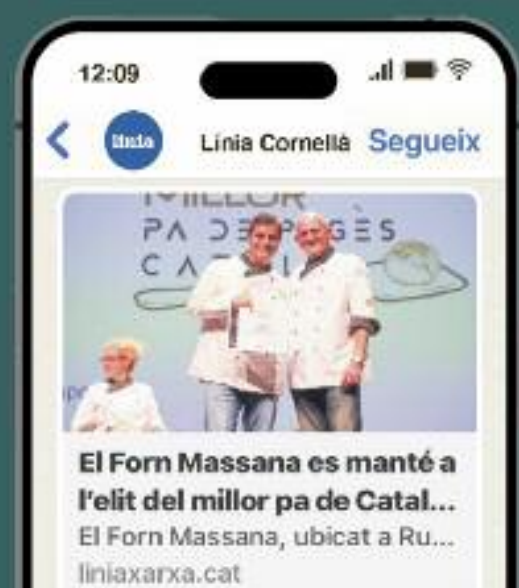 12:09
línia
Línia Cornellà Segueix
MILLOR
PA DE PAGÈS
El Forn Massana es manté a
l'elit del millor pa de Catal...
El Forn Massana, ubicat a Ru...
liniaxarxa.cat